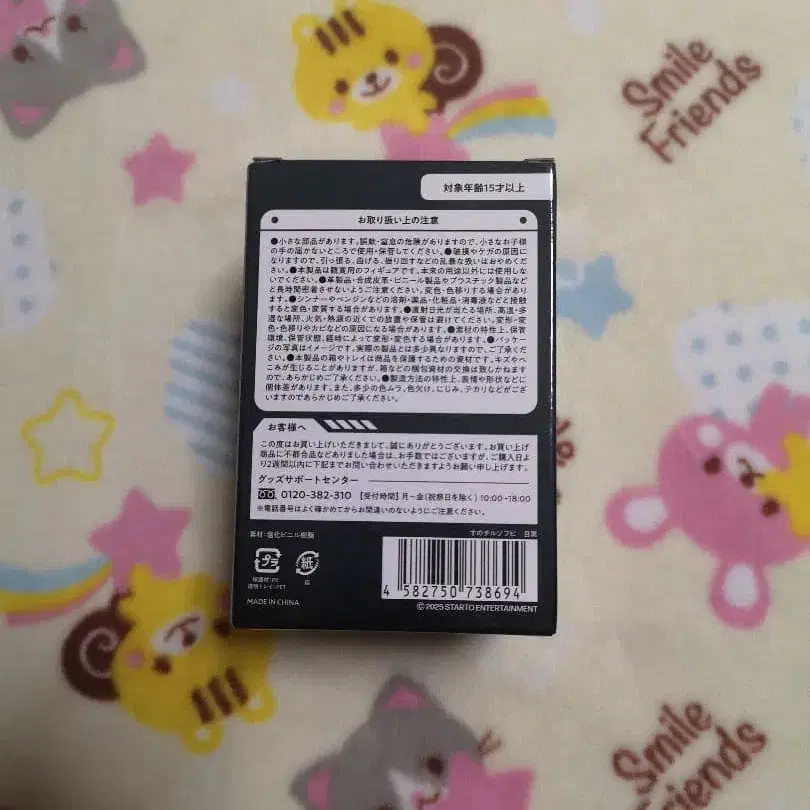 Smile
Friends
対象年齢15才以上
お取り扱い上の注意
●小さな部品があります。誤飲・窒息の危険がありますので、小さなお子様
の手の届かないところで使用・保管してください。●破損やケガの原因に
なりますので、引っ張る、曲げる、振り回すなどの乱暴な扱いはおやめくだ
さい。●本製品は観賞用のフィギュアです。本来の用途以外には使用しな
いでください。●革製品・合成皮革・ビニール製品やプラスチック製品など
と長時間密着させないようご注意ください。変色・色移りする場合がありま
す。●シンナーやベンジンなどの溶剤・薬品・化粧品・消毒液などと接触
すると変色・変質する場合があります。●直射日光が当たる場所、高温・多
湿な場所、火気・熱源の近くでの放置や保管は避けてください。変形・変
色・色移りやカビなどの原因になる場合があります。●素材の特性上、保管
環境、保管状態、経時によって変形・変色する場合があります。●パッケー
ジの写真はイメージです。実際の製品とは多少異なりますので、ご了承くだ
さい。●本製品の箱やトレイは商品を保護するための資材です。キズやへ
こみが生じることがありますが、箱などの梱包資材の交換は致しかねます
ので、あらかじめご了承ください。●製造方法の特性上、表情や形状などに
個体差があります。また、多少の色ムラ、色欠け、にじみ、テカリなどがござ
いますのであらかじめご了承ください。
お客様へ
この度はお買い上げいただきまして、誠にありがとうございます。お買い上げ
商品に不都合品などありました場合は、お手数ではございますが、ご購入日よ
り2週間以内に下記までお問い合わせいただきますようお願い申し上げます。
グッズサポートセンター
0120-382-310 【受付時間】月〜金(祝祭日を除く) 10:00-18:00
※電話番号はよく確かめてからお間違いのないようにご注意ください。
素材:塩化ビニル樹脂
すのチルソフビ 目黒
プラ
紙
保護材:PE
透明トレイ:PET
箱
4 582750 738694
MADE IN CHINA
©2025 STARTO ENTERTAINMENT
Smile
Friends